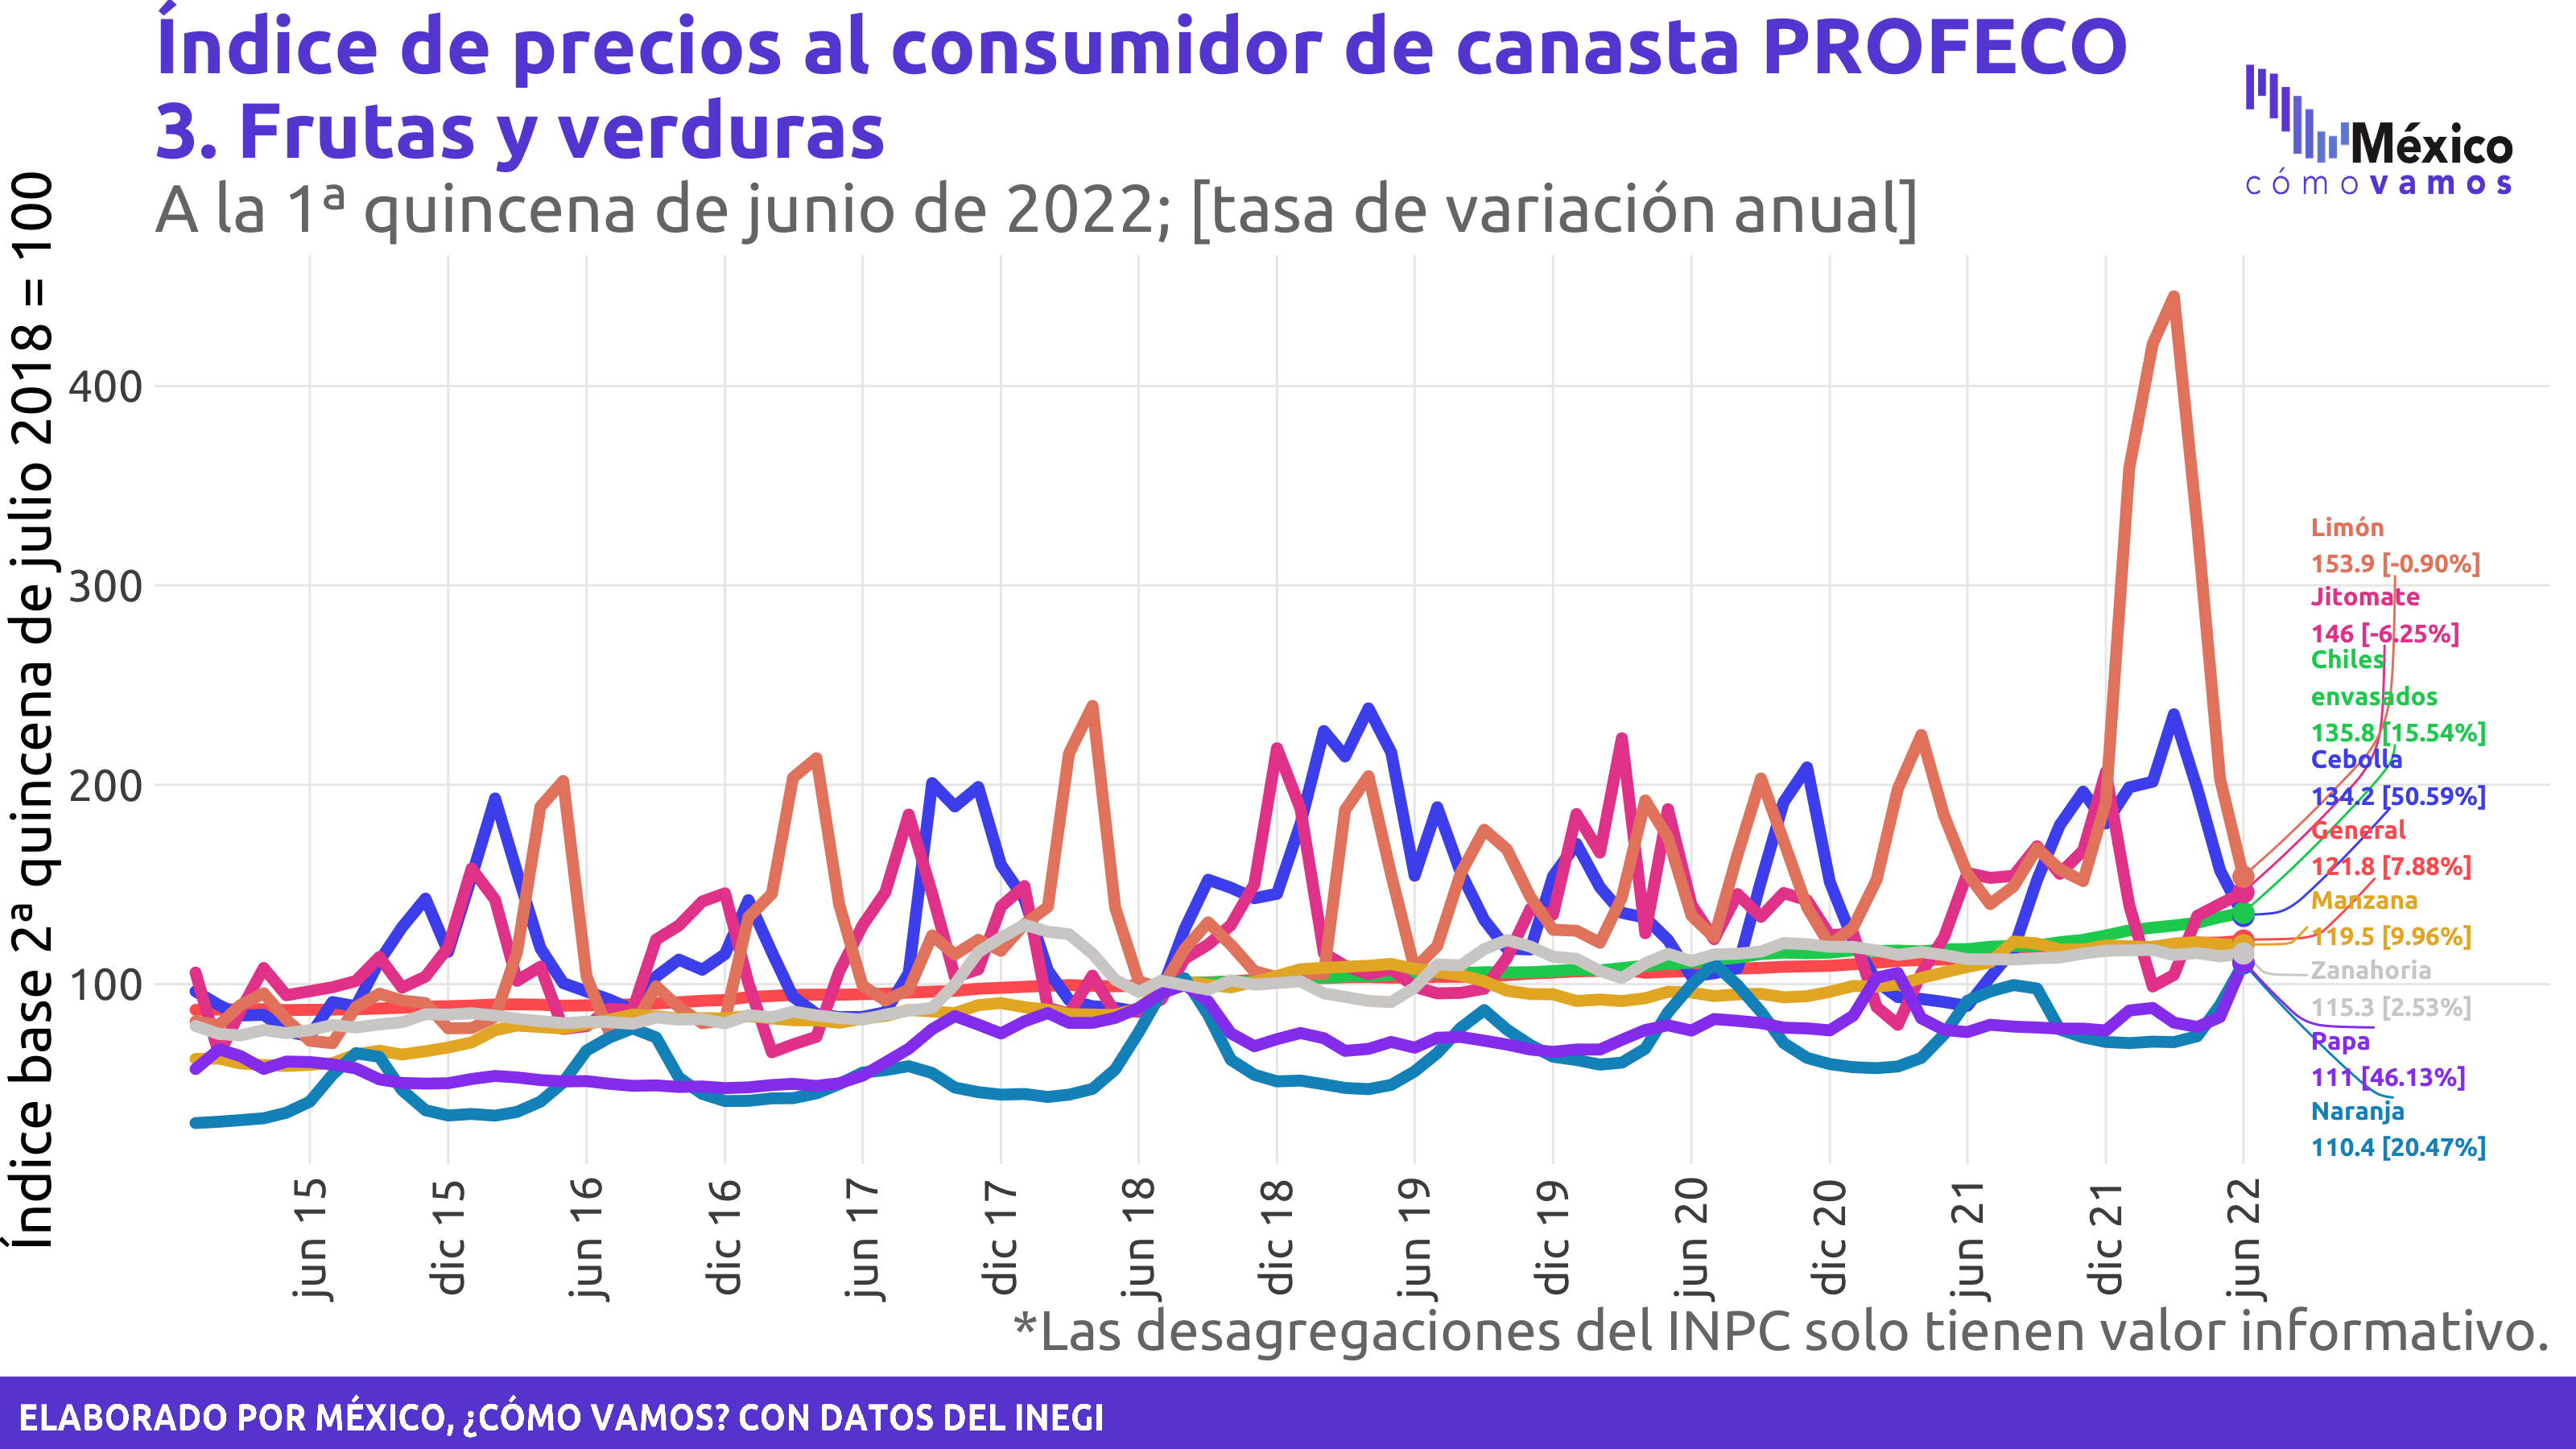 Índice de precios al consumidor de canasta PROFECO
3. Frutas y verduras
A la 1ª quincena de junio de 2022; [tasa de variación anual]
México
cómo vamos
Índice base 2ª quincena de julio 2018 = 100
400
300
200
100
Limón
153.9 [-0.90%]
Jitomate
146 [-6.25%]
Chiles
envasados
135.8 [15.54%]
Cebolla
134.2 [50.59%]
General
121.8 [7.88%]
Manzana
119.5 [9.96%]
Zanahoria
115.3 [2.53%]
Papa
111 [46.13%]
Naranja
110.4 [20.47%]
jun 15
dic 15
jun 16
dic 16
jun 17
dic 17
jun 18
dic 18
jun 19
dic 19
jun 20
dic 20
jun 21
dic 21
jun 22
*Las desagregaciones del INPC solo tienen valor informativo.
ELABORADO POR MÉXICO, ¿CÓMO VAMOS? CON DATOS DEL INEGI